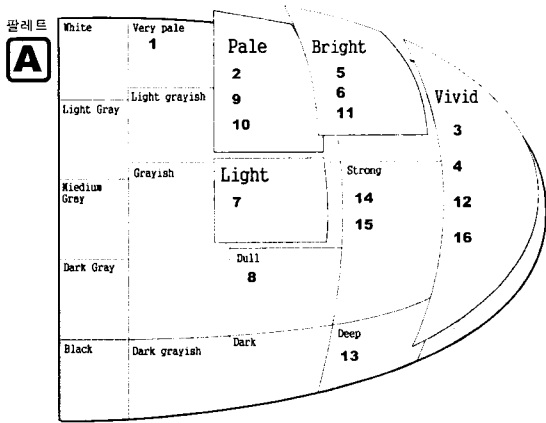 팔레트
A
White
Very pale
1
Pale
2
9
10
Bright
5
6
11
Vivid
3
4
12
16
Light Gray
Light grayish
Miedium
Gray
Grayish
Light
7
Strong
14
15
Dark Gray
Dull
8
Black
Dark grayish
Dark
Deep
13